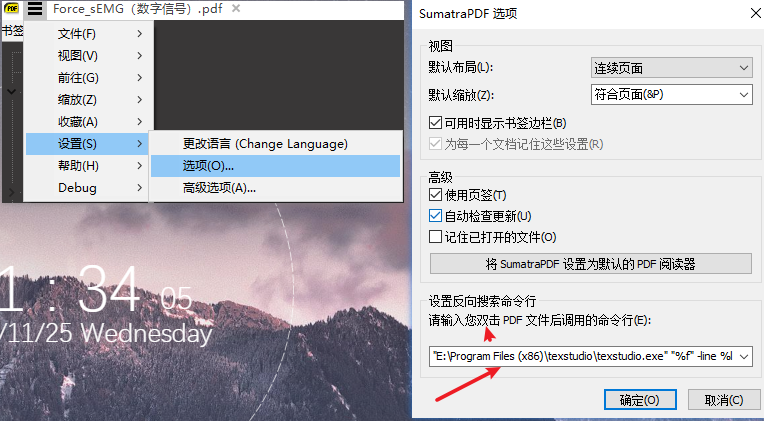 PDF
Force_sEMG（数字信号）.pdf ×
书签
文件(F)
视图(V)
前往(G)
缩放(Z)
收藏(A)
设置(S)
帮助(H)
Debug
更改语言 (Change Language)
选项(O)...
高级选项(A)...
1 : 34 05
/11/25 Wednesday
SumatraPDF 选项
视图
默认布局(L): 连续页面
默认缩放(Z): 符合页面(&P)
可用时显示书签边栏(B)
为每一个文档记住这些设置(R)
高级
使用页签(T)
自动检查更新(U)
记住已打开的文件(O)
将 SumatraPDF 设置为默认的 PDF 阅读器
设置反向搜索命令行
请输入您双击 PDF 文件后调用的命令行(E):
"E:\Program Files (x86)\texstudio\texstudio.exe" "%f" -line %l
确定(O) 取消(C)